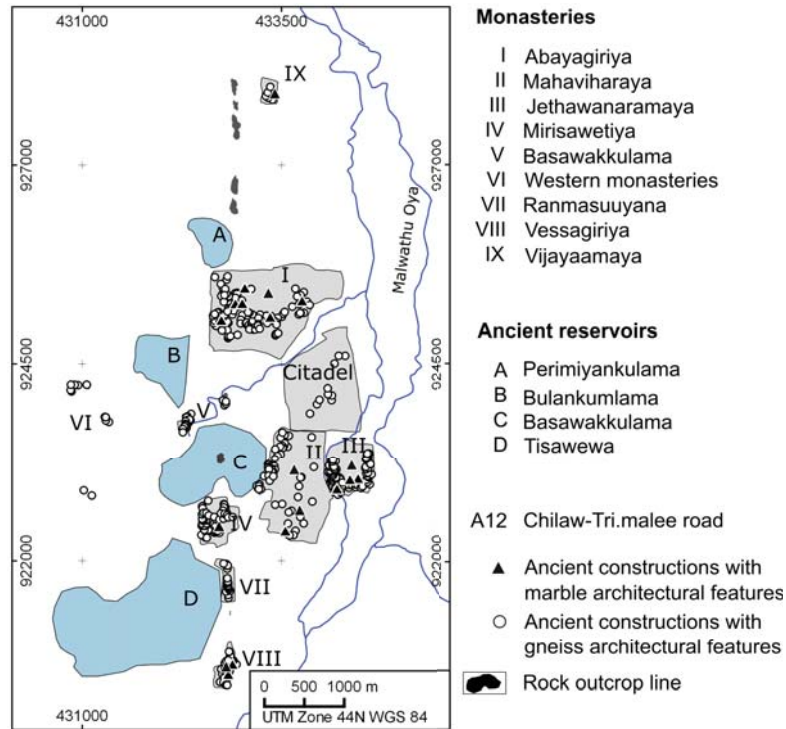 431000
433500
IX
927000
927000
Malwathu Oya
A
I
924500
924500
B
Citadel
VI
V
II
III
C
IV
922000
922000
D
VII
VIII
0 500 1000 m
UTM Zone 44N WGS 84
431000
433500
Monasteries
I Abayagiriya
II Mahaviharaya
III Jethawanaramaya
IV Mirisawetiya
V Basawakkulama
VI Western monasteries
VII Ranmasuuyana
VIII Vessagiriya
IX Vijayaamaya
Ancient reservoirs
A Perimiyankulama
B Bulankumlama
C Basawakkulama
D Tisawewa
A12 Chilaw-Tri.malee road
Ancient constructions with
marble architectural features
Ancient constructions with
gneiss architectural features
Rock outcrop line